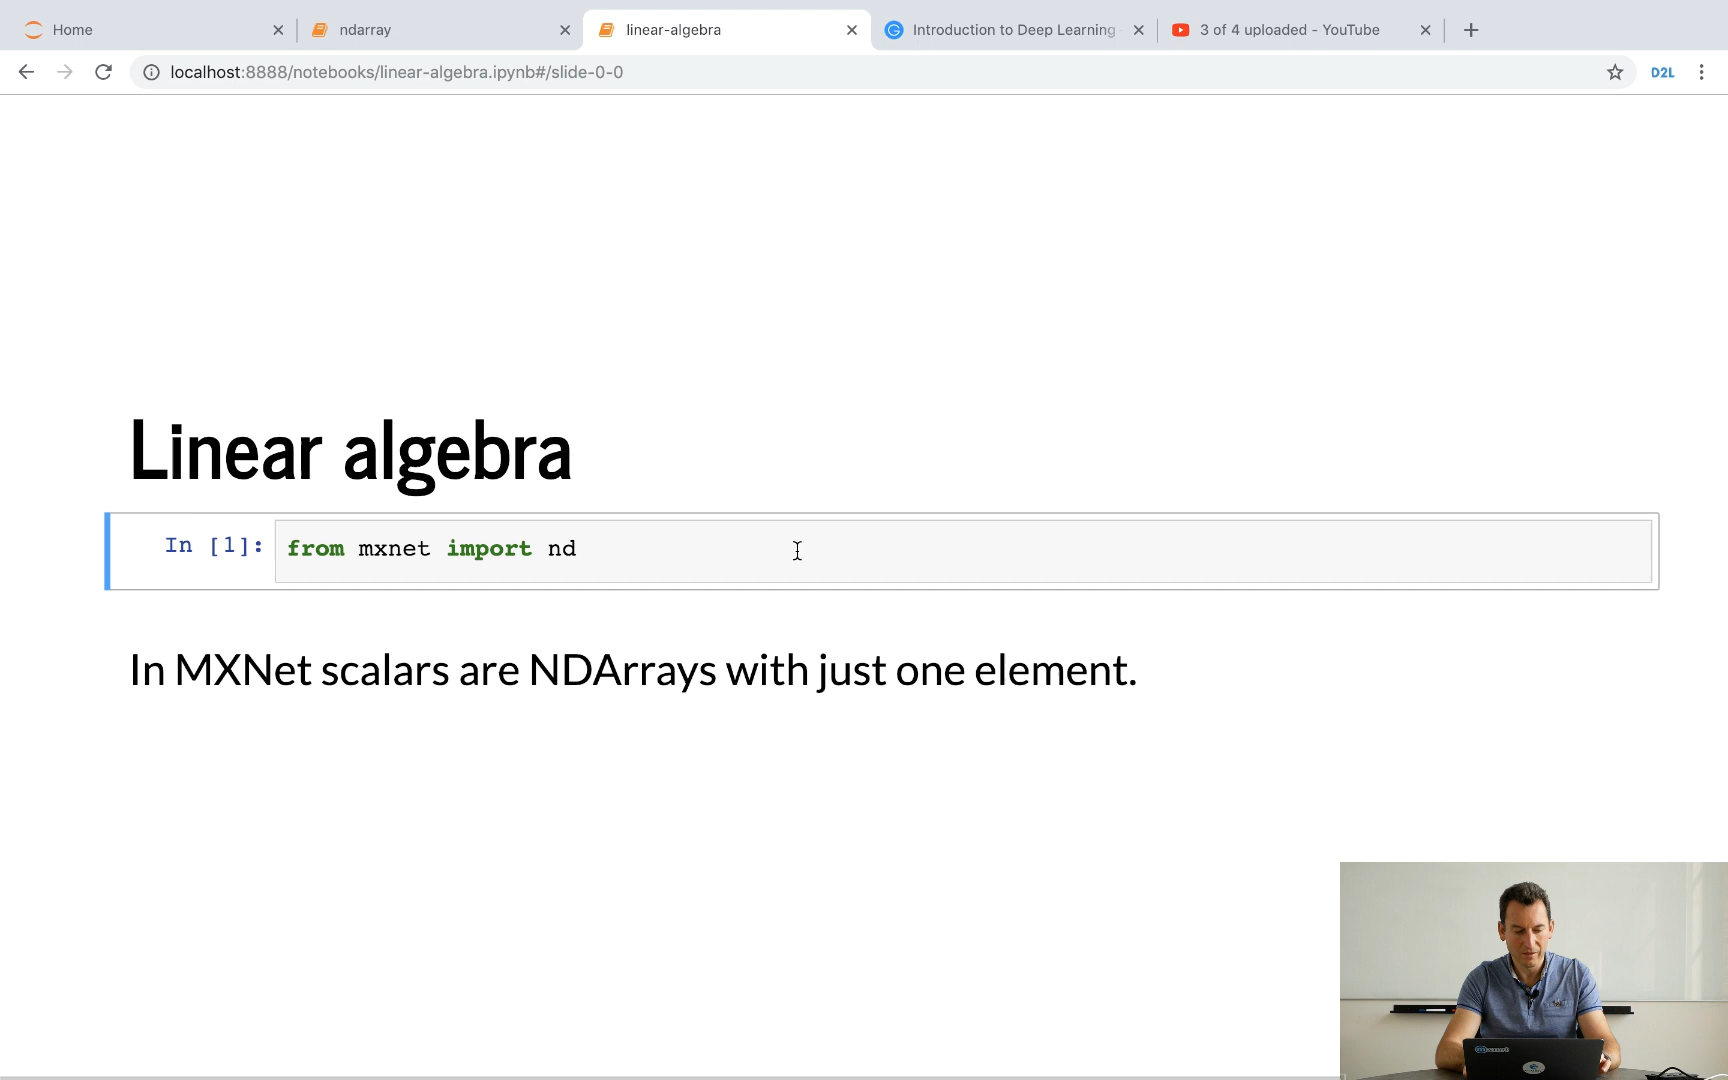 Home
ndarray
linear-algebra
Introduction to Deep Learning
3 of 4 uploaded - YouTube
localhost:8888/notebooks/linear-algebra.ipynb#/slide-0-0
D2L
Linear algebra
In [1]: from mxnet import nd
In MXNet scalars are NDArrays with just one element.
mxnet